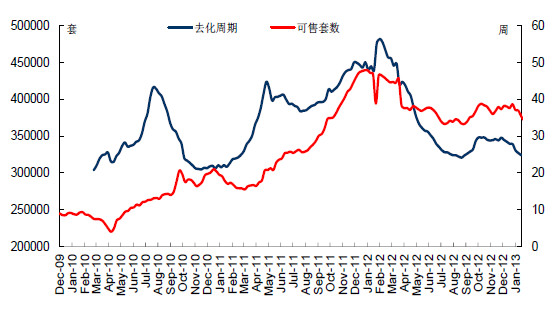 套
去化周期
可售套数
周
500000
450000
400000
350000
300000
250000
200000
60
50
40
30
20
10
0
Dec-09
Jan-10
Feb-10
Mar-10
Apr-10
May-10
Jun-10
Jul-10
Aug-10
Sep-10
Oct-10
Nov-10
Dec-10
Jan-11
Feb-11
Mar-11
Apr-11
May-11
Jun-11
Jul-11
Aug-11
Sep-11
Oct-11
Nov-11
Dec-11
Jan-12
Feb-12
Mar-12
Apr-12
May-12
Jun-12
Jul-12
Aug-12
Sep-12
Oct-12
Nov-12
Dec-12
Jan-13